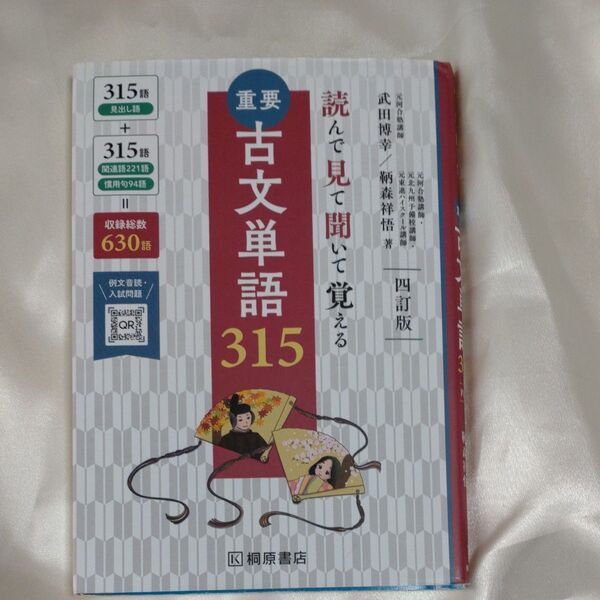 読んで見て聞いて覚える
重要
古文単語
315
四訂版
元河合塾講師
武田博幸／鞆森祥悟 著
元河合塾講師・
元北九州予備校講師・
元東進ハイスクール講師
315語
見出し語
+
315語
関連語221語
慣用句94語
=
収録総数
630語
例文音読・
入試問題
QR
桐原書店